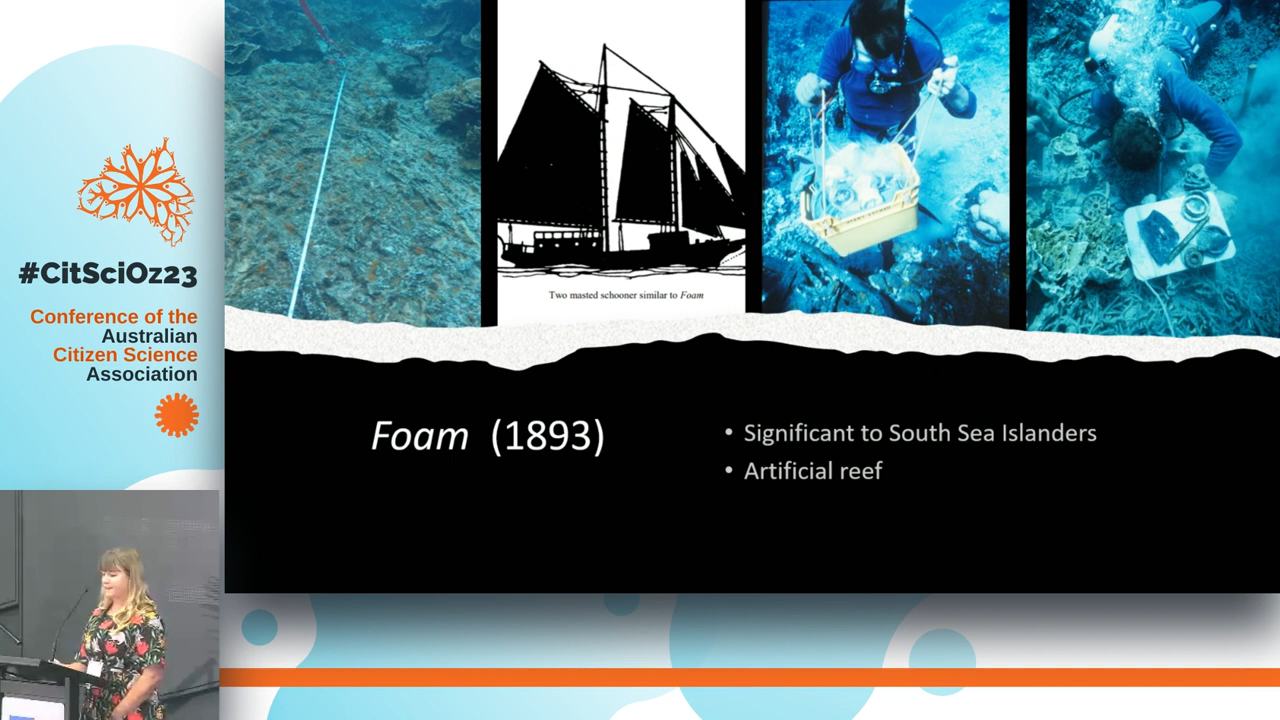 #CitSciOz23
Conference of the
Australian
Citizen Science
Association
Two masted schooner similar to Foam
Foam (1893)
• Significant to South Sea Islanders
• Artificial reef